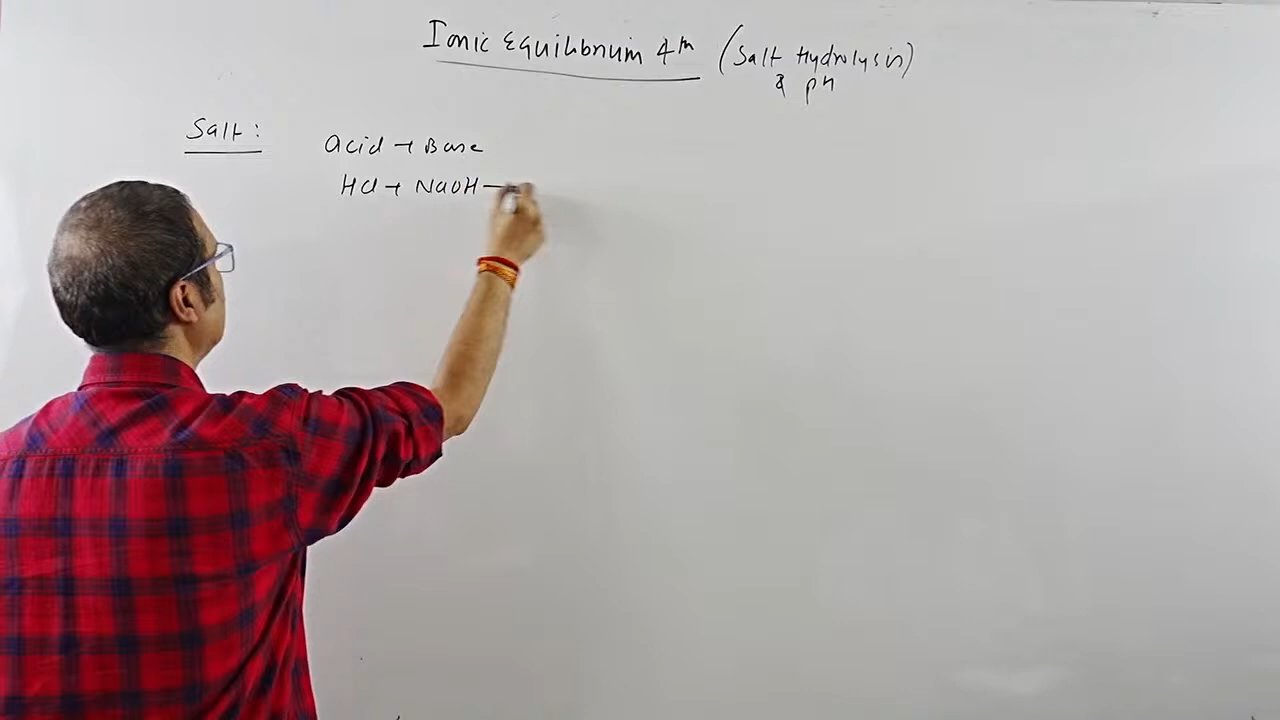 Ionic Equilibrium 4th (Salt Hydrolysis)
& pH
Salt :
Acid + Base
HCl + NaOH —